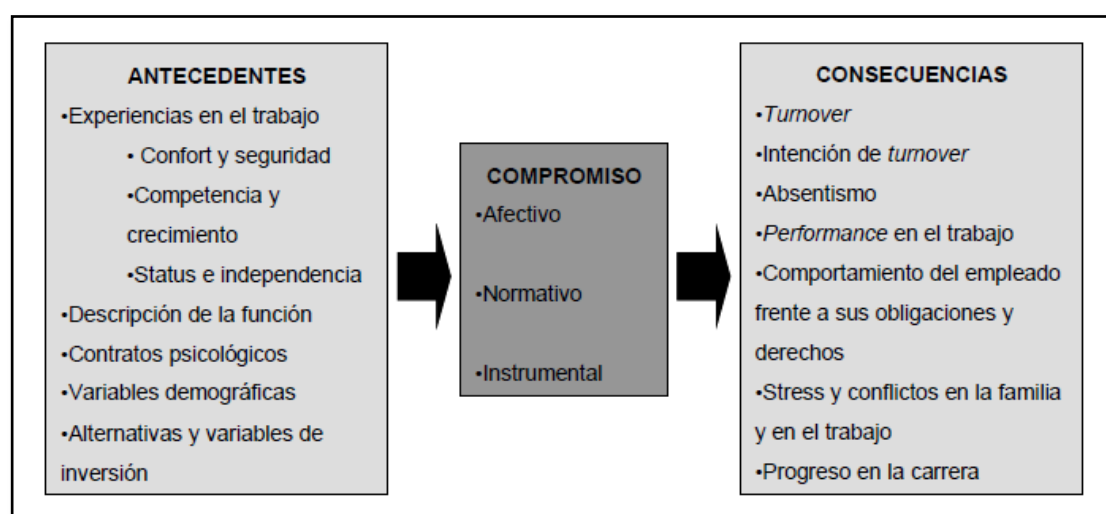 ANTECEDENTES
•Experiencias en el trabajo
• Confort y seguridad
•Competencia y
crecimiento
•Status e independencia
•Descripción de la función
•Contratos psicológicos
•Variables demográficas
•Alternativas y variables de
inversión
COMPROMISO
•Afectivo
•Normativo
•Instrumental
CONSECUENCIAS
•Turnover
•Intención de turnover
•Absentismo
•Performance en el trabajo
•Comportamiento del empleado
frente a sus obligaciones y
derechos
•Stress y conflictos en la familia
y en el trabajo
•Progreso en la carrera